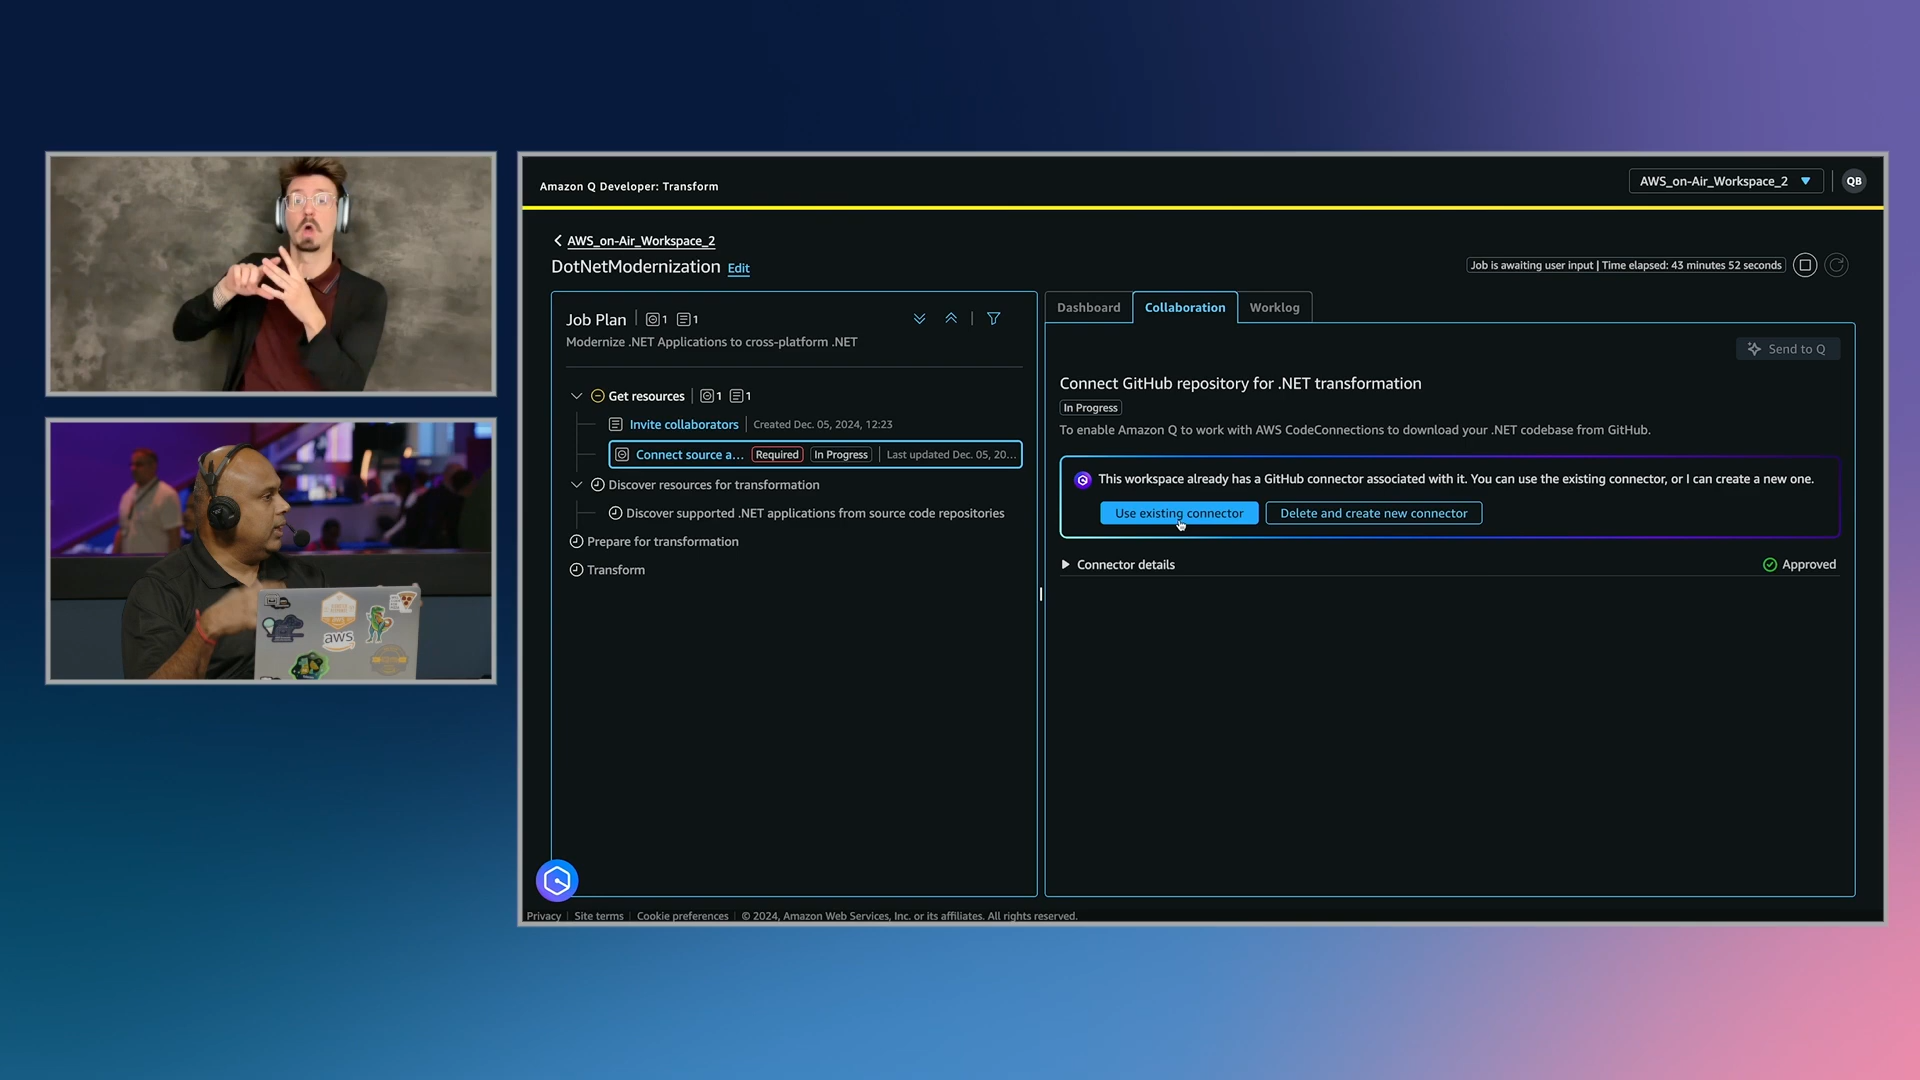 Amazon Q Developer: Transform
AWS_on-Air_Workspace_2
QB
AWS_on-Air_Workspace_2
DotNetModernization Edit
Job is awaiting user input | Time elapsed: 43 minutes 52 seconds
Job Plan 1 1
Modernize .NET Applications to cross-platform .NET
Get resources 1 1
Invite collaborators Created Dec. 05, 2024, 12:23
Connect source a... Required In Progress Last updated Dec. 05, 20...
Discover resources for transformation
Discover supported .NET applications from source code repositories
Prepare for transformation
Transform
Dashboard Collaboration Worklog
Send to Q
Connect GitHub repository for .NET transformation
In Progress
To enable Amazon Q to work with AWS CodeConnections to download your .NET codebase from GitHub.
This workspace already has a GitHub connector associated with it. You can use the existing connector, or I can create a new one.
Use existing connector Delete and create new connector
Connector details Approved
Privacy Site terms Cookie preferences © 2024, Amazon Web Services, Inc. or its affiliates. All rights reserved.
aws